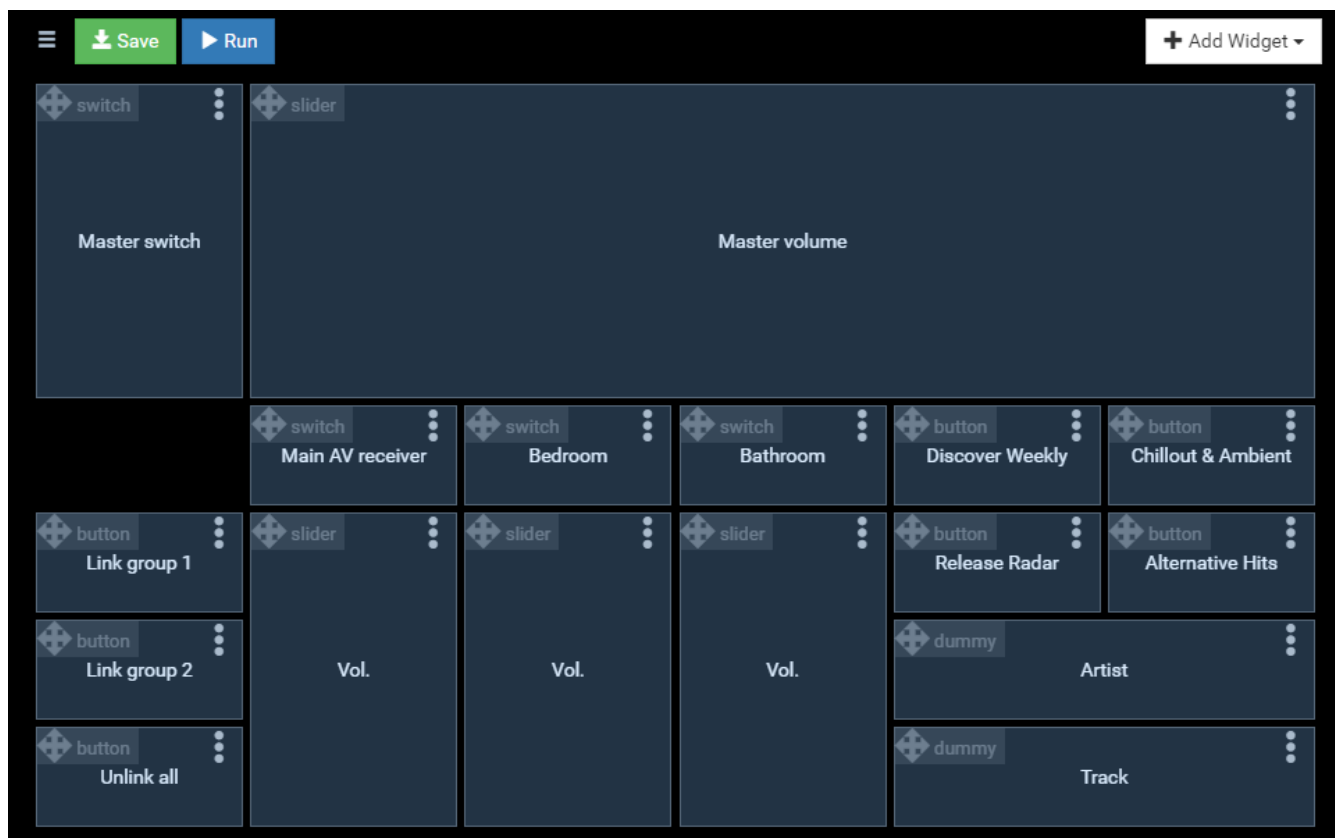 Save
Run
Add Widget
switch
slider
Master switch
Master volume
switch
switch
switch
button
button
Main AV receiver
Bedroom
Bathroom
Discover Weekly
Chillout & Ambient
button
slider
slider
slider
button
button
Link group 1
Release Radar
Alternative Hits
button
dummy
Link group 2
Vol.
Vol.
Vol.
Artist
button
dummy
Unlink all
Track